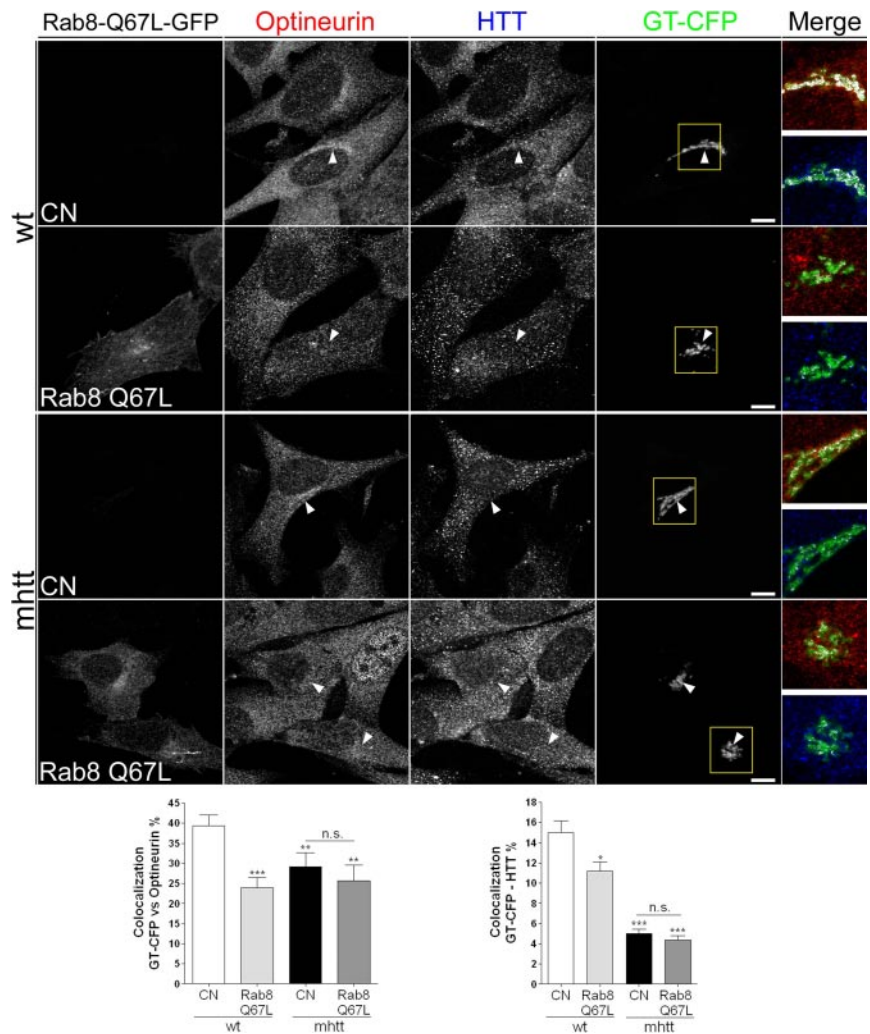 Rab8-Q67L-GFP Optineurin HTT GT-CFP Merge
wt
CN
Rab8 Q67L
mhtt
CN
Rab8 Q67L
Colocalization
GT-CFP vs Optineurin %
45
40
35
30
25
20
15
10
5
0
***
**
n.s.
**
CN
Rab8
Q67L
CN
Rab8
Q67L
wt
mhtt
Colocalization
GT-CFP - HTT %
18
16
14
12
10
8
6
4
2
0
*
***
n.s.
***
CN
Rab8
Q67L
CN
Rab8
Q67L
wt
mhtt